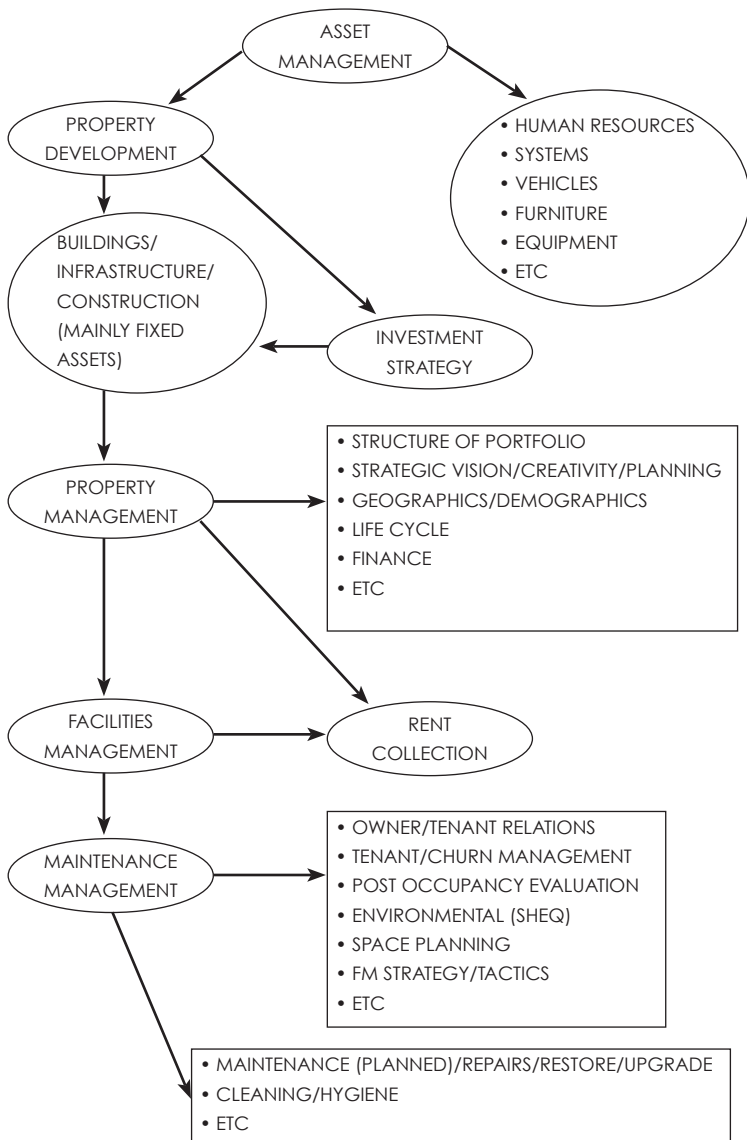 ASSET
MANAGEMENT
PROPERTY
DEVELOPMENT
• HUMAN RESOURCES
• SYSTEMS
• VEHICLES
• FURNITURE
• EQUIPMENT
• ETC
BUILDINGS/
INFRASTRUCTURE/
CONSTRUCTION
(MAINLY FIXED
ASSETS)
INVESTMENT
STRATEGY
PROPERTY
MANAGEMENT
• STRUCTURE OF PORTFOLIO
• STRATEGIC VISION/CREATIVITY/PLANNING
• GEOGRAPHICS/DEMOGRAPHICS
• LIFE CYCLE
• FINANCE
• ETC
FACILITIES
MANAGEMENT
RENT
COLLECTION
MAINTENANCE
MANAGEMENT
• OWNER/TENANT RELATIONS
• TENANT/CHURN MANAGEMENT
• POST OCCUPANCY EVALUATION
• ENVIRONMENTAL (SHEQ)
• SPACE PLANNING
• FM STRATEGY/TACTICS
• ETC
• MAINTENANCE (PLANNED)/REPAIRS/RESTORE/UPGRADE
• CLEANING/HYGIENE
• ETC